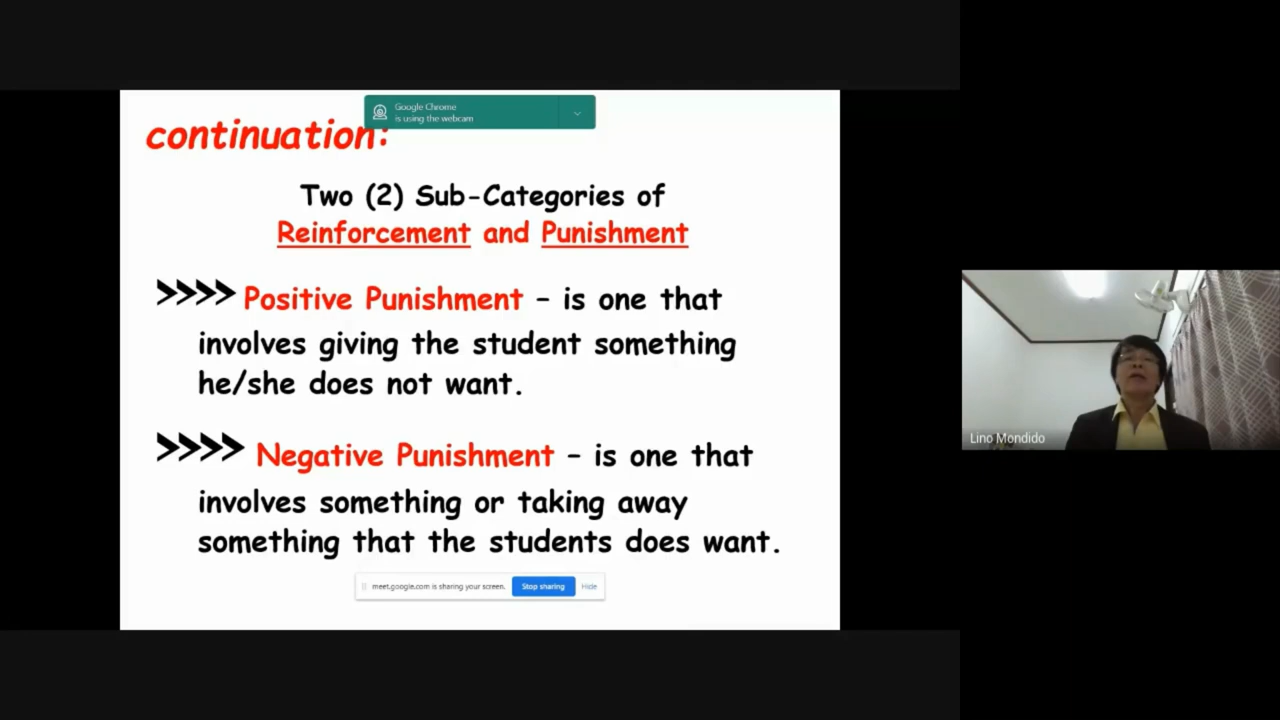 Google Chrome
is using the webcam
continuation:
Two (2) Sub-Categories of
Reinforcement and Punishment
>>>> Positive Punishment – is one that
involves giving the student something
he/she does not want.
>>>> Negative Punishment – is one that
involves something or taking away
something that the students does want.
meet.google.com is sharing your screen. Stop sharing Hide
Lino Mondido